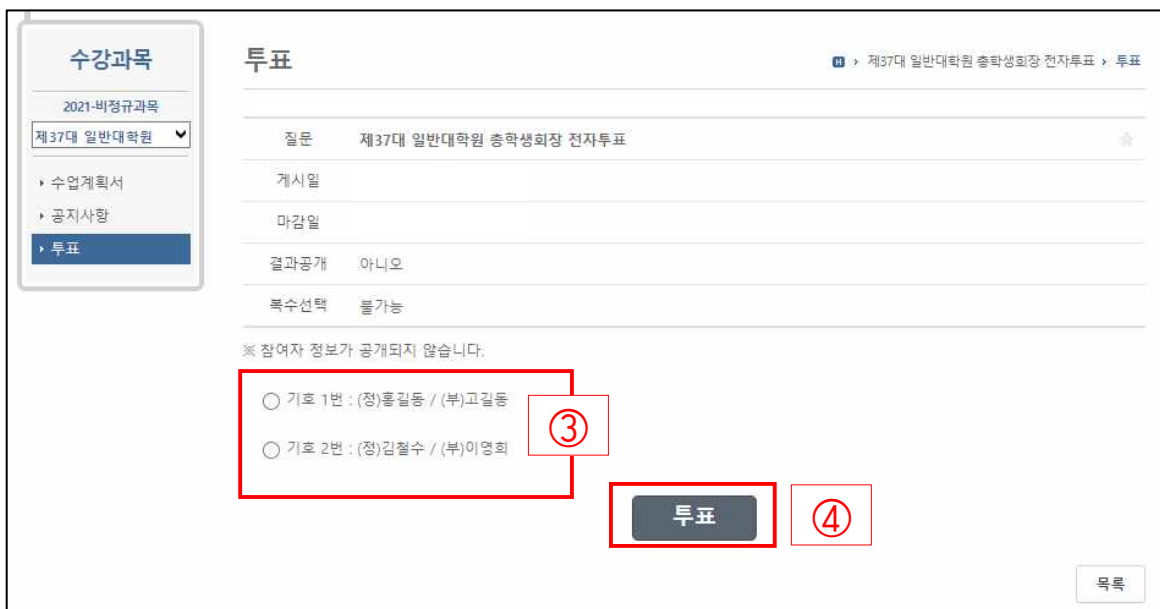 수강과목
2021-비정규과목
제37대 일반대학원
수업계획서
공지사항
투표
투표
H > 제37대 일반대학원 총학생회장 전자투표 > 투표
질문 제37대 일반대학원 총학생회장 전자투표
게시일
마감일
결과공개 아니오
복수선택 불가능
※ 참여자 정보가 공개되지 않습니다.
기호 1번 : (정)홍길동 / (부)고길동
③
기호 2번 : (정)김철수 / (부)이영희
투표
④
목록